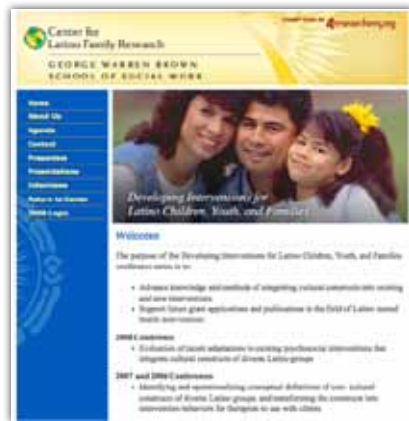 Center for
Latino Family Research
GEORGE WARREN BROWN
SCHOOL OF SOCIAL WORK
Home
About Us
Agenda
Contact
Presenters
Presentations
Interviews
Login
Developing Interventions for
Latino Children, Youth, and Families
Welcome
The purpose of the Developing Interventions for Latino Children, Youth, and Families
conference series is to:
• Advance knowledge and methods of integrating cultural constructs into existing
and new interventions
• Support future grant applications and publications in the field of Latino mental
health intervention
2008 Conference
• Evaluation of recent adaptations to existing psychosocial interventions that
integrate cultural constructs of diverse Latino groups
2007 and 2006 Conferences
• Identifying and operationalizing conceptual definitions of core cultural
constructs of diverse Latino groups, and transforming the constructs into
intervention behaviors for therapists to use with clients